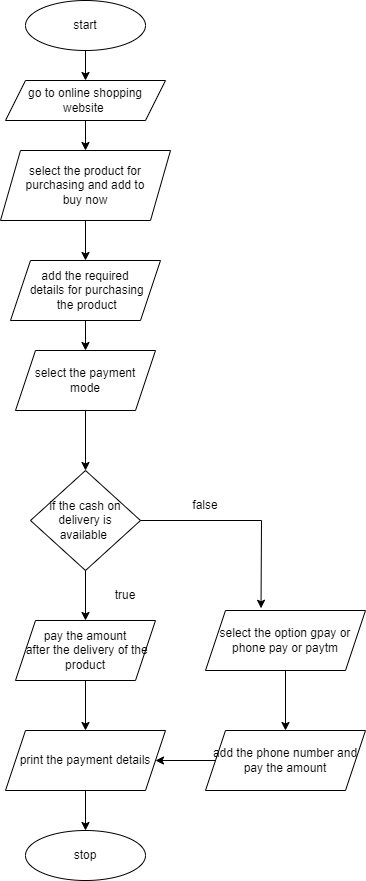 start
go to online shopping
website
select the product for
purchasing and add to
buy now
add the required
details for purchasing
the product
select the payment
mode
if the cash on
delivery is
available
false
true
pay the amount
after the delivery of the
product
select the option gpay or
phone pay or paytm
print the payment details
add the phone number and
pay the amount
stop